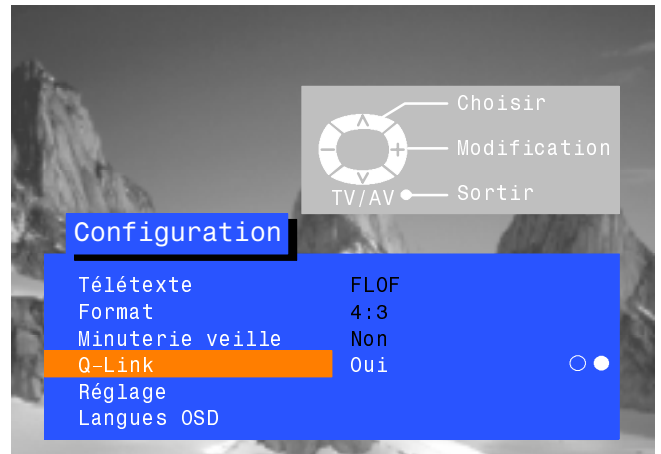 Choisir
Modification
TV/AV Sortir
Configuration
Télétexte FLOF
Format 4:3
Minuterie veille Non
Q-Link Oui
Réglage
Langues OSD